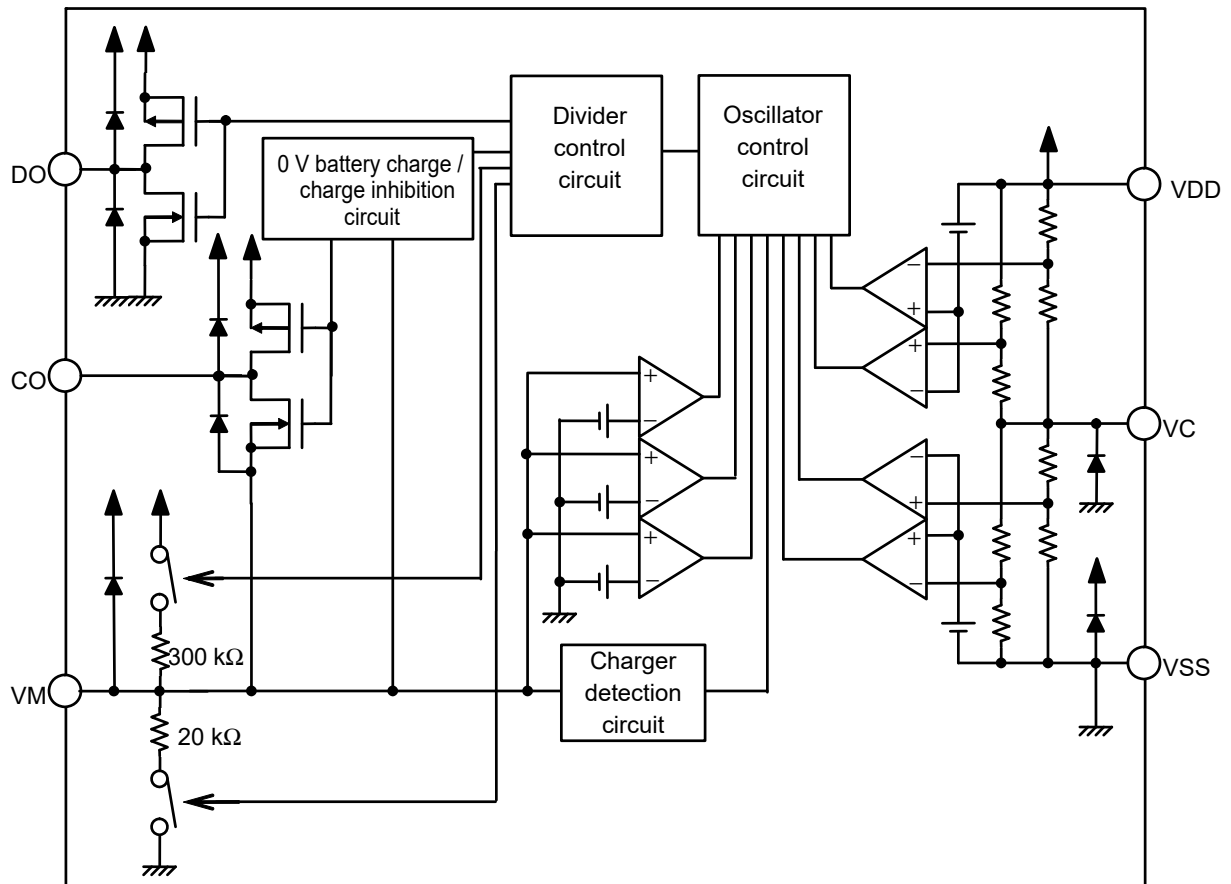 Divider
control
circuit
Oscillator
control
circuit
0 V battery charge /
charge inhibition
circuit
DO
VDD
−
+
+
−
CO
+
−
+
−
+
−
VC
−
+
+
−
300 kΩ
VM
20 kΩ
Charger
detection
circuit
VSS